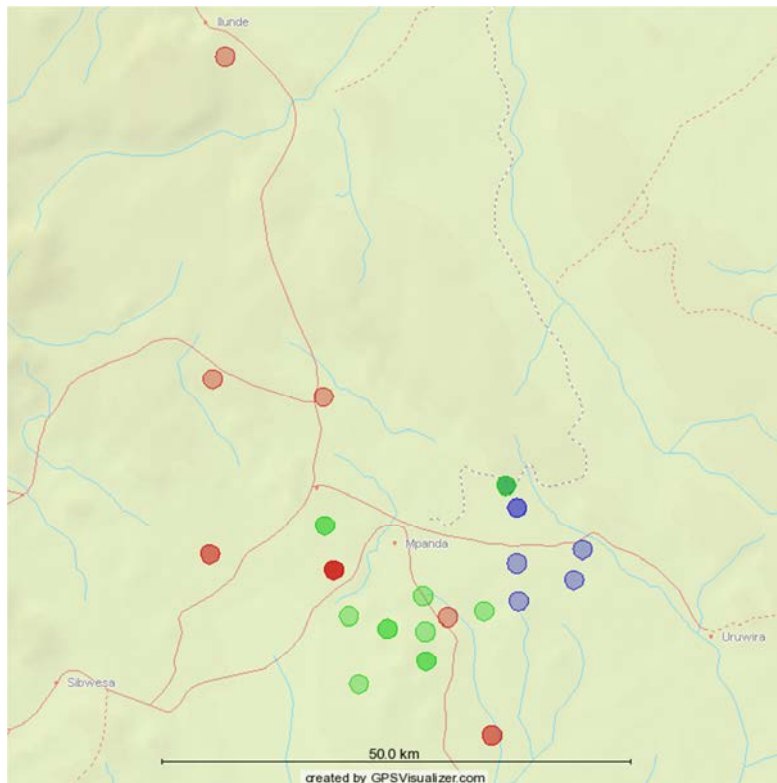 Ilunde
Mpanda
Uruwira
Sibwesa
50.0 km
created by GPSVisualizer.com